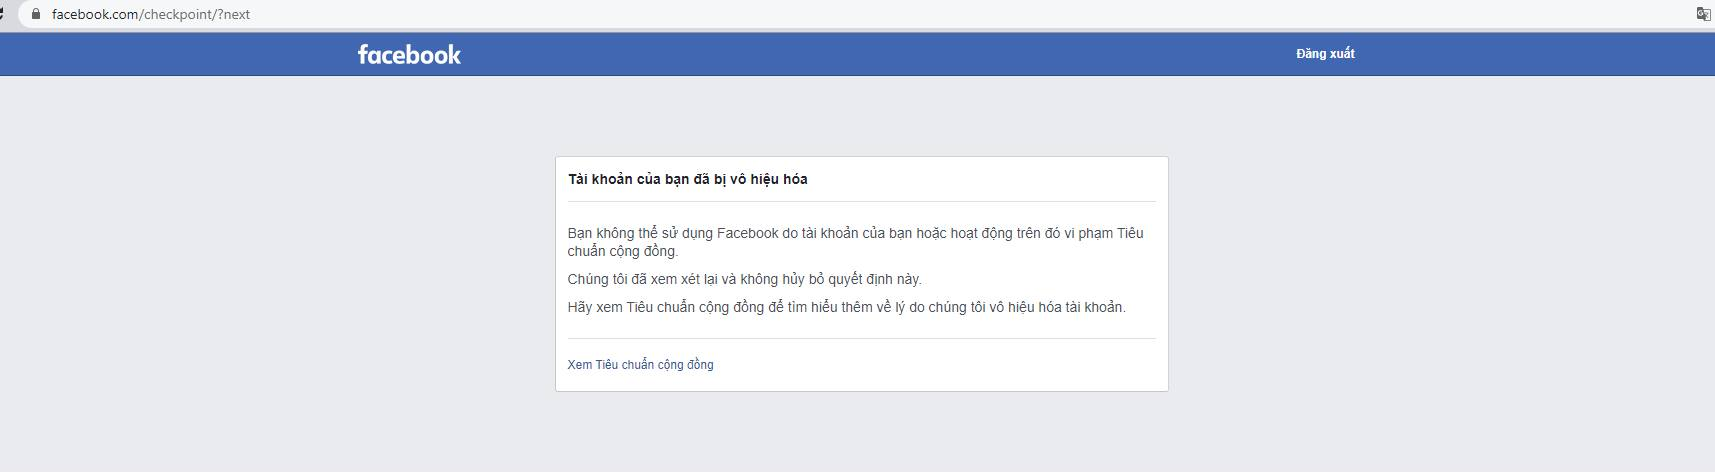 facebook.com/checkpoint/?next
facebook
Đăng xuất
Tài khoản của bạn đã bị vô hiệu hóa
Bạn không thể sử dụng Facebook do tài khoản của bạn hoặc hoạt động trên đó vi phạm Tiêu
chuẩn cộng đồng.
Chúng tôi đã xem xét lại và không hủy bỏ quyết định này.
Hãy xem Tiêu chuẩn cộng đồng để tìm hiểu thêm về lý do chúng tôi vô hiệu hóa tài khoản.
Xem Tiêu chuẩn cộng đồng